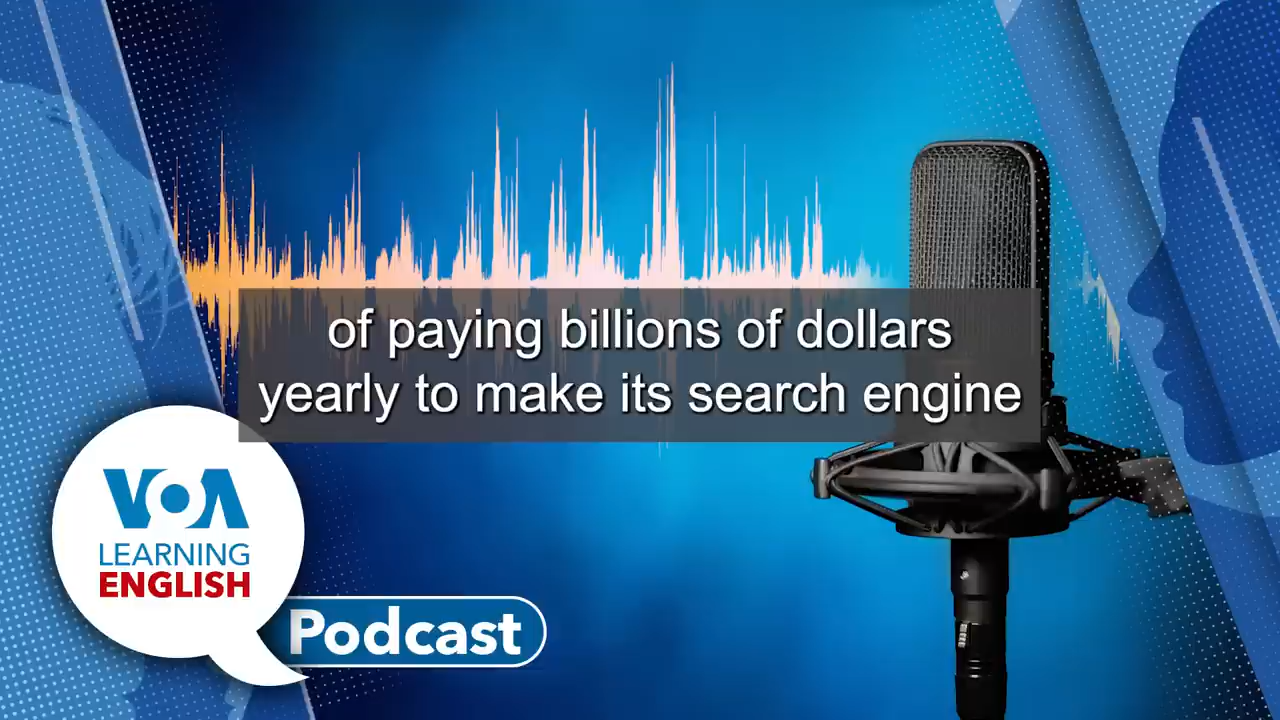 of paying billions of dollars
yearly to make its search engine
VOA
LEARNING
ENGLISH
Podcast